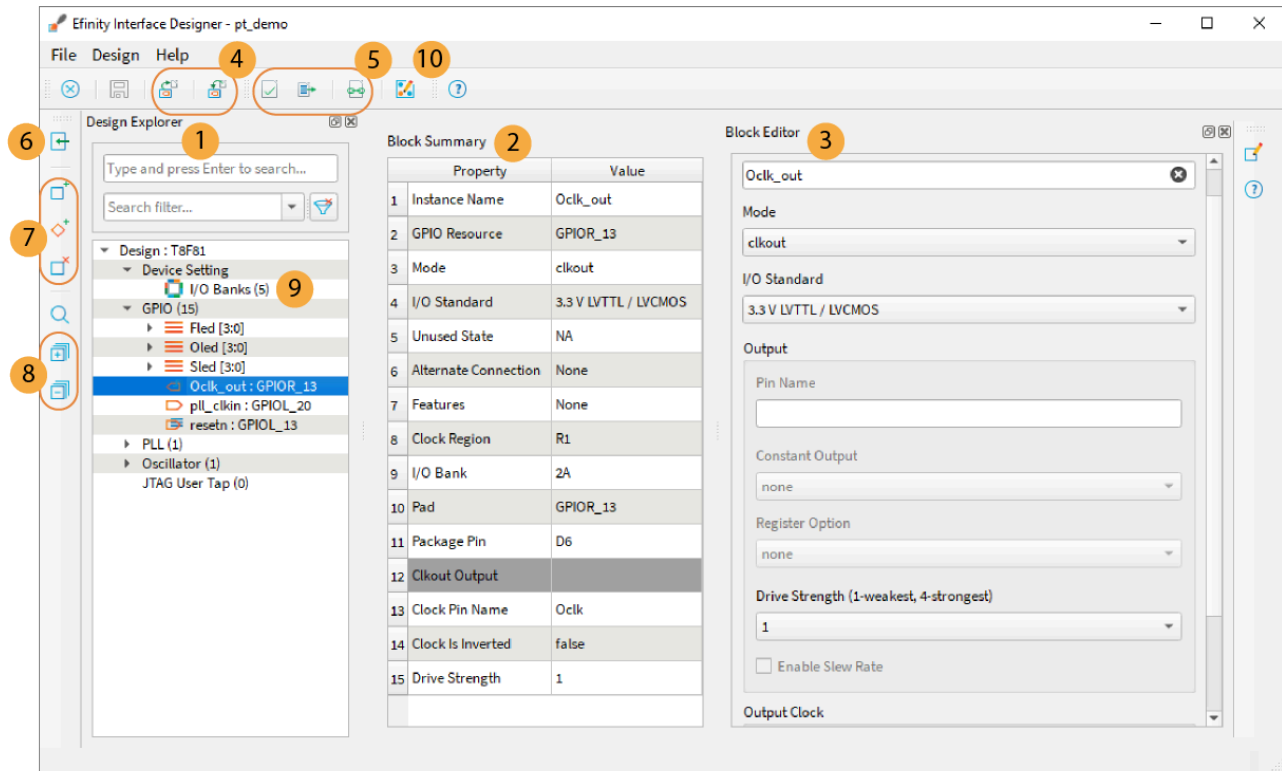 Efinity Interface Designer - pt_demo
File Design Help
4
5
10
6
7
8
Design Explorer
1
Type and press Enter to search...
Search filter...
Design : T8F81
Device Setting
I/O Banks (5)
9
GPIO (15)
Fled [3:0]
Oled [3:0]
Sled [3:0]
Oclk_out : GPIOR_13
pll_clkin : GPIOL_20
resetn : GPIOL_13
PLL (1)
Oscillator (1)
JTAG User Tap (0)
Block Summary
2
Property Value
1 Instance Name Oclk_out
2 GPIO Resource GPIOR_13
3 Mode clkout
4 I/O Standard 3.3 V LVTTL / LVCMOS
5 Unused State NA
6 Alternate Connection None
7 Features None
8 Clock Region R1
9 I/O Bank 2A
10 Pad GPIOR_13
11 Package Pin D6
12 Clkout Output
13 Clock Pin Name Oclk
14 Clock Is Inverted false
15 Drive Strength 1
Block Editor
3
Oclk_out
Mode
clkout
I/O Standard
3.3 V LVTTL / LVCMOS
Output
Pin Name
Constant Output
none
Register Option
none
Drive Strength (1-weakest, 4-strongest)
1
Enable Slew Rate
Output Clock